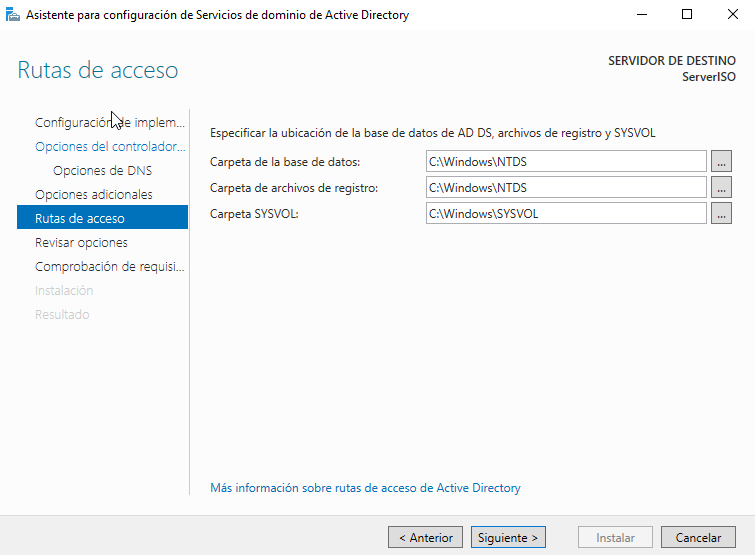 Asistente para configuración de Servicios de dominio de Active Directory
Rutas de acceso
SERVIDOR DE DESTINO
ServerISO
Configuración de implem...
Opciones del controlador...
Opciones de DNS
Opciones adicionales
Rutas de acceso
Revisar opciones
Comprobación de requisi...
Instalación
Resultado
Especificar la ubicación de la base de datos de AD DS, archivos de registro y SYSVOL
Carpeta de la base de datos: C:\Windows\NTDS ...
Carpeta de archivos de registro: C:\Windows\NTDS ...
Carpeta SYSVOL: C:\Windows\SYSVOL ...
Más información sobre rutas de acceso de Active Directory
< Anterior Siguiente > Instalar Cancelar